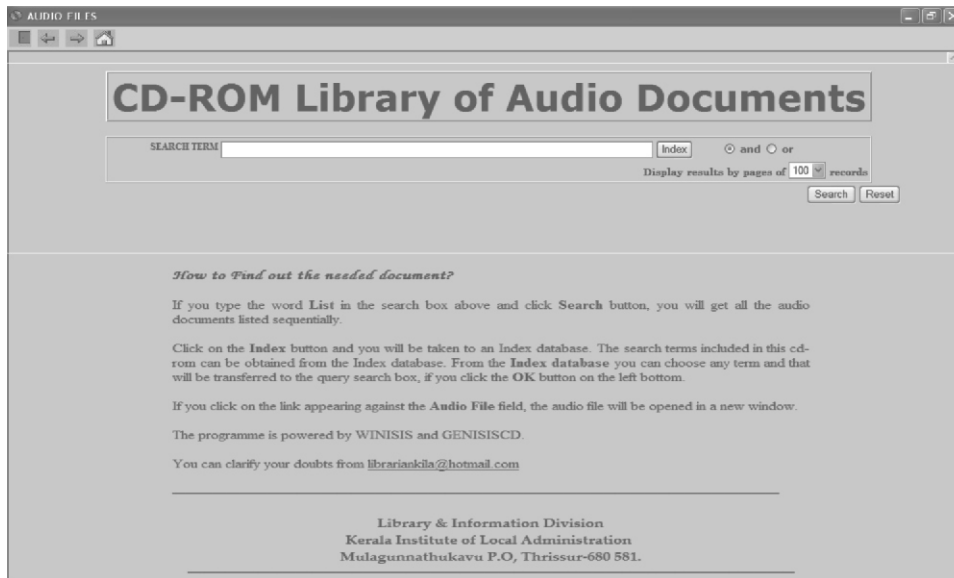 AUDIO FILES
CD-ROM Library of Audio Documents
SEARCH TERM Index and or
Display results by pages of 100 records
Search Reset
How to Find out the needed document?
If you type the word List in the search box above and click Search button, you will get all the audio
documents listed sequentially.
Click on the Index button and you will be taken to an Index database. The search terms included in this cd-
rom can be obtained from the Index database. From the Index database you can choose any term and that
will be transferred to the query search box, if you click the OK button on the left bottom.
If you click on the link appearing against the Audio File field, the audio file will be opened in a new window.
The programme is powered by WINISIS and GENISISCD.
You can clarify your doubts from librariankila@hotmail.com
Library & Information Division
Kerala Institute of Local Administration
Mulagunnathukavu P.O, Thrissur-680 581.